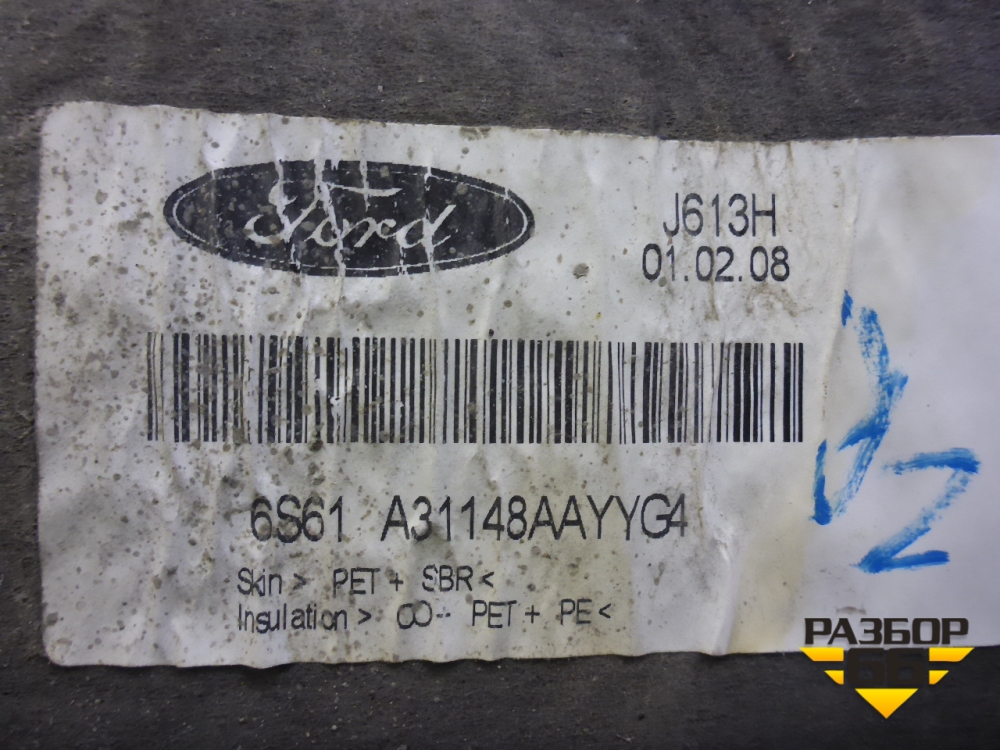 Ford
J613H
01.02.08
6S61 A31148AAYYG4
Skin > PET + SBR <
Insulation > CO-- PET + PE <
РАЗБОР
66